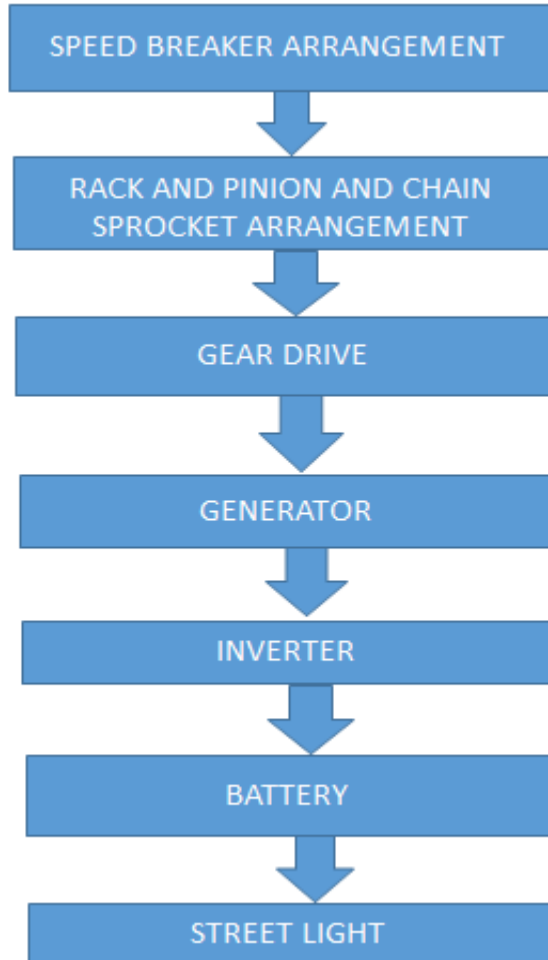 SPEED BREAKER ARRANGEMENT
RACK AND PINION AND CHAIN
SPROCKET ARRANGEMENT
GEAR DRIVE
GENERATOR
INVERTER
BATTERY
STREET LIGHT